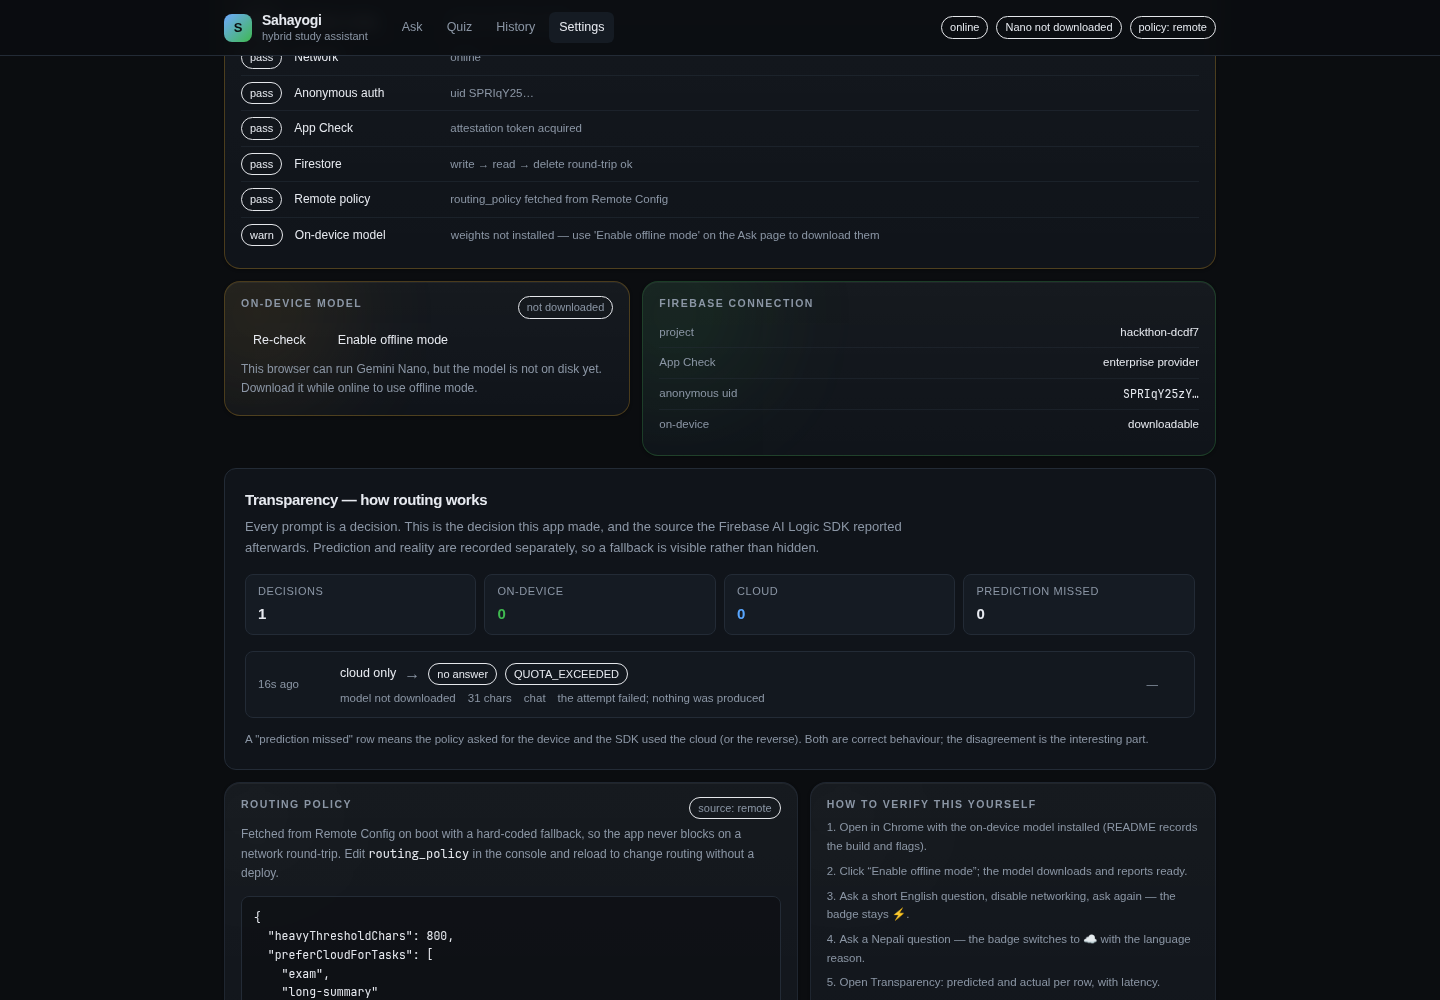 S
Sahayogi
hybrid study assistant
Ask
Quiz
History
Settings
online
Nano not downloaded
policy: remote
pass Network online
pass Anonymous auth uid SPRIqY25…
pass App Check attestation token acquired
pass Firestore write → read → delete round-trip ok
pass Remote policy routing_policy fetched from Remote Config
warn On-device model weights not installed — use 'Enable offline mode' on the Ask page to download them
ON-DEVICE MODEL
not downloaded
Re-check
Enable offline mode
This browser can run Gemini Nano, but the model is not on disk yet.
Download it while online to use offline mode.
FIREBASE CONNECTION
project hackthon-dcdf7
App Check enterprise provider
anonymous uid SPRIqY25zY…
on-device downloadable
Transparency — how routing works
Every prompt is a decision. This is the decision this app made, and the source the Firebase AI Logic SDK reported
afterwards. Prediction and reality are recorded separately, so a fallback is visible rather than hidden.
DECISIONS
1
ON-DEVICE
0
CLOUD
0
PREDICTION MISSED
0
16s ago
cloud only → no answer QUOTA_EXCEEDED
model not downloaded 31 chars chat the attempt failed; nothing was produced
—
A "prediction missed" row means the policy asked for the device and the SDK used the cloud (or the reverse). Both are correct behaviour; the disagreement is the interesting part.
ROUTING POLICY
source: remote
Fetched from Remote Config on boot with a hard-coded fallback, so the app never blocks on a
network round-trip. Edit routing_policy in the console and reload to change routing without a
deploy.
{
"heavyThresholdChars": 800,
"preferCloudForTasks": [
"exam",
"long-summary"
HOW TO VERIFY THIS YOURSELF
1. Open in Chrome with the on-device model installed (README records
the build and flags).
2. Click “Enable offline mode”; the model downloads and reports ready.
3. Ask a short English question, disable networking, ask again — the
badge stays ⚡.
4. Ask a Nepali question — the badge switches to ☁️ with the language
reason.
5. Open Transparency: predicted and actual per row, with latency.